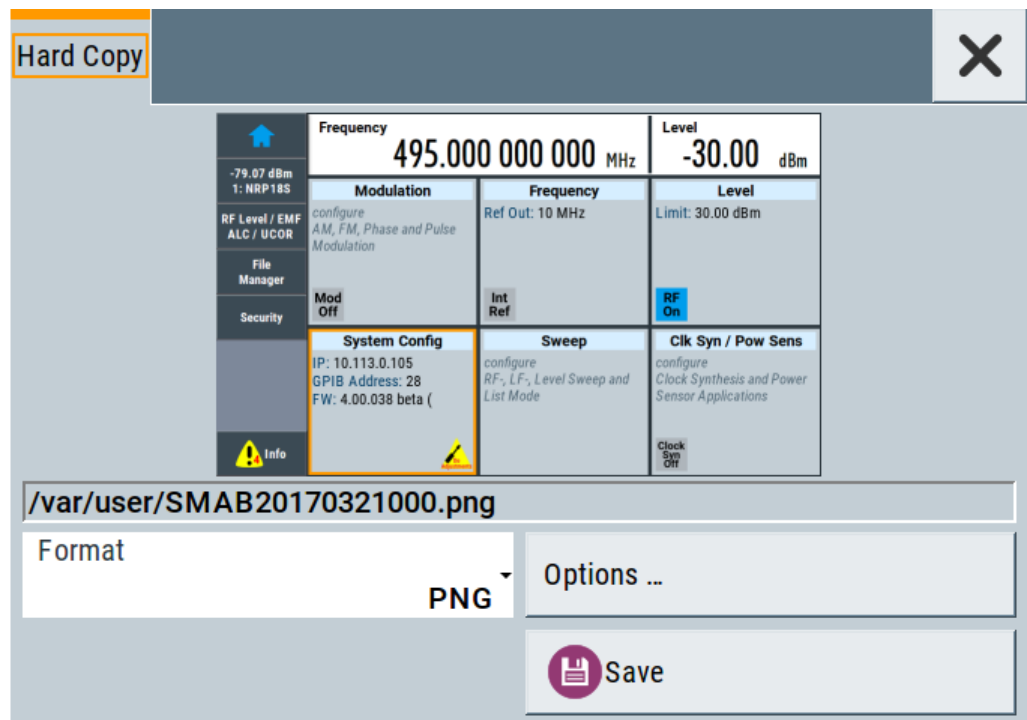 Hard Copy
Frequency
495.000 000 000 MHz
Level
-30.00 dBm
-79.07 dBm
1: NRP18S
RF Level / EMF
ALC / UCOR
File
Manager
Security
Info
Modulation
configure
AM, FM, Phase and Pulse
Modulation
Mod
Off
Frequency
Ref Out: 10 MHz
Int
Ref
Level
Limit: 30.00 dBm
RF
On
System Config
IP: 10.113.0.105
GPIB Address: 28
FW: 4.00.038 beta (
Sweep
configure
RF-, LF-, Level Sweep and
List Mode
Clk Syn / Pow Sens
configure
Clock Synthesis and Power
Sensor Applications
Clock
Syn
Off
/var/user/SMAB20170321000.png
Format
PNG
Options ...
Save